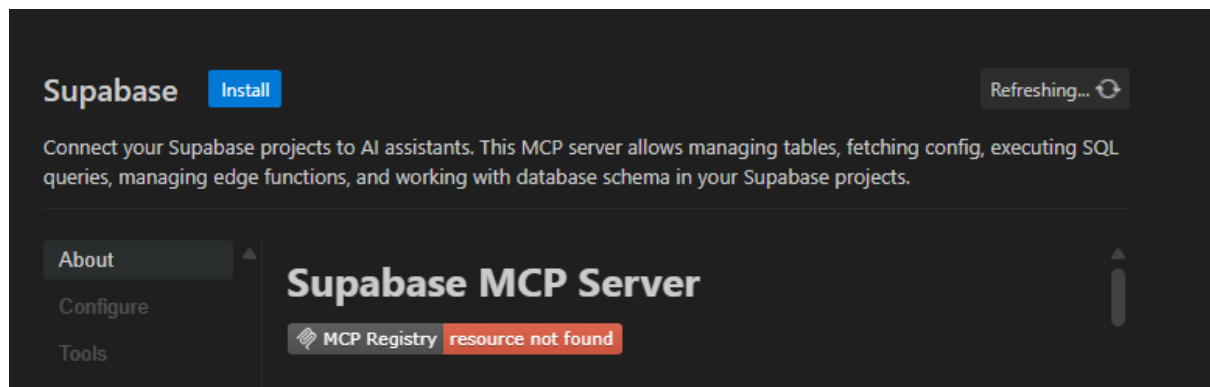 Supabase
Install
Refreshing...
Connect your Supabase projects to AI assistants. This MCP server allows managing tables, fetching config, executing SQL
queries, managing edge functions, and working with database schema in your Supabase projects.
About
Configure
Tools
Supabase MCP Server
MCP Registry resource not found